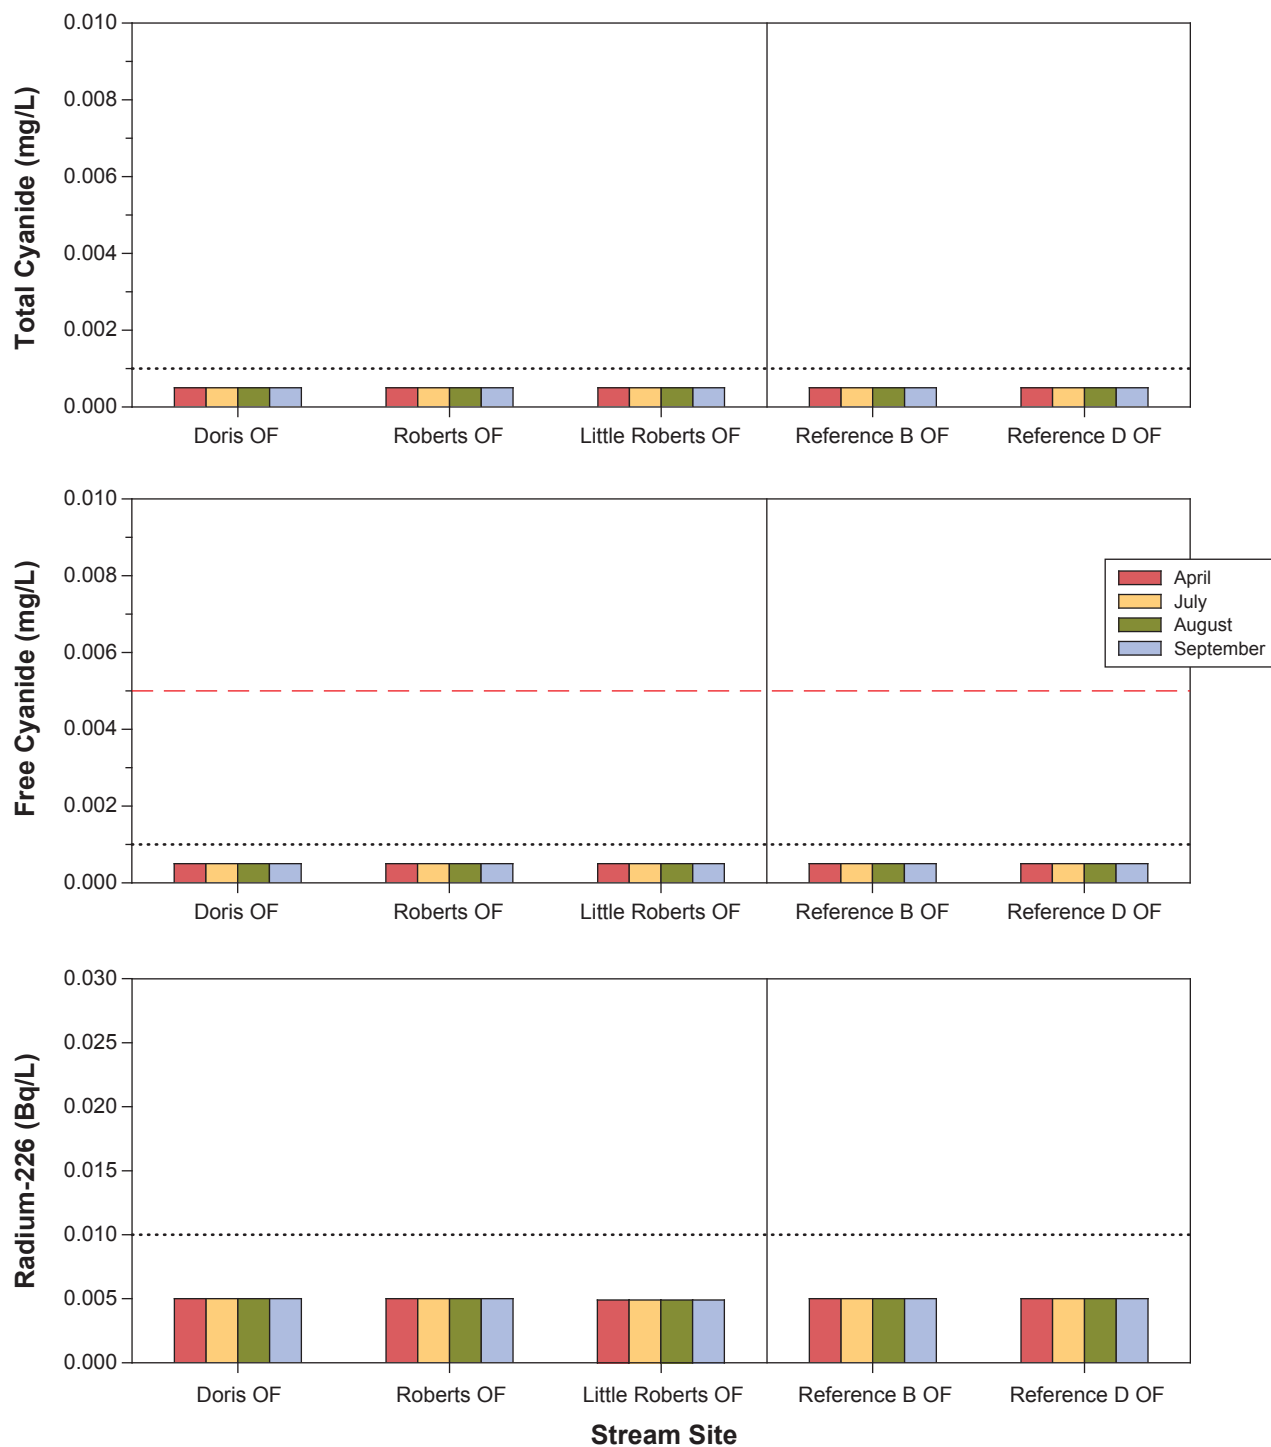 Total Cyanide (mg/L)
0.010
0.008
0.006
0.004
0.002
0.000
Doris OF
Roberts OF
Little Roberts OF
Reference B OF
Reference D OF
Free Cyanide (mg/L)
0.010
0.008
0.006
0.004
0.002
0.000
April
July
August
September
Doris OF
Roberts OF
Little Roberts OF
Reference B OF
Reference D OF
Radium-226 (Bq/L)
0.030
0.025
0.020
0.015
0.010
0.005
0.000
Doris OF
Roberts OF
Little Roberts OF
Reference B OF
Reference D OF
Stream Site